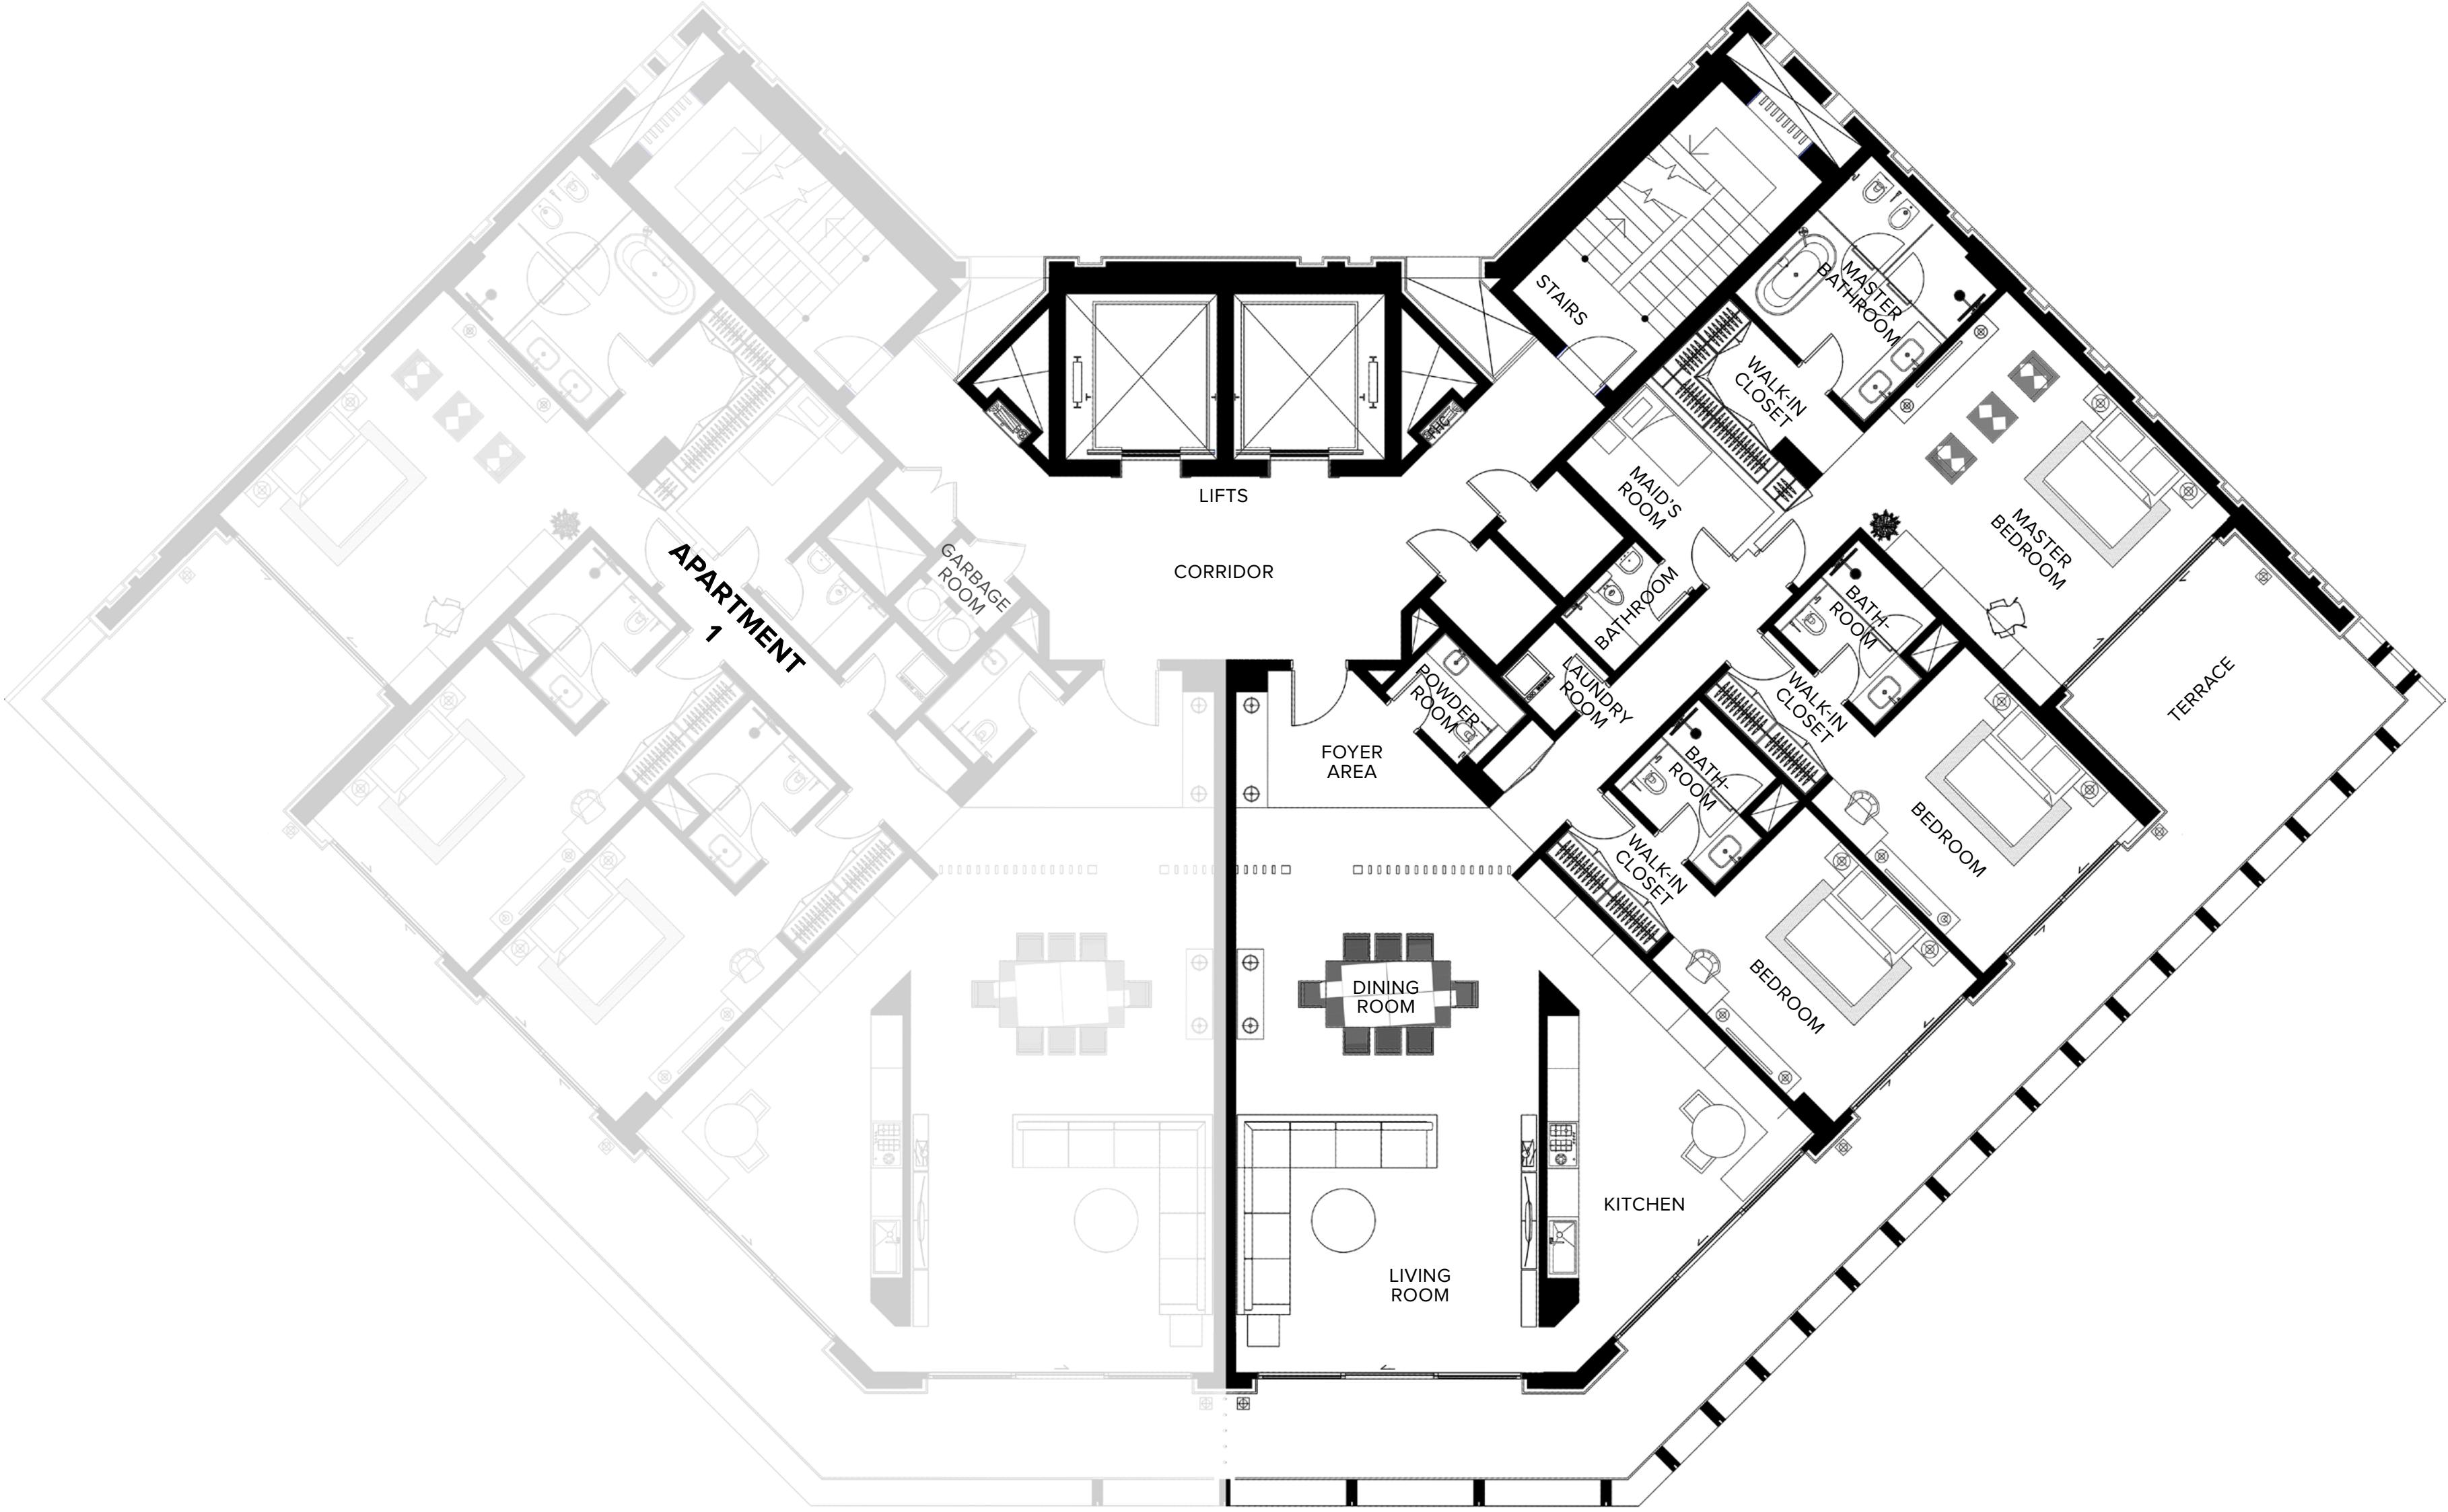 STAIRS
MASTER
BATHROOM
WALK-IN
CLOSET
LIFTS
MAID'S
ROOM
MASTER
BEDROOM
GARBAGE
ROOM
CORRIDOR
APARTMENT
1
BATHROOM
BATH-
ROOM
TERRACE
POWDER
ROOM
LAUNDRY
ROOM
WALK-IN
CLOSET
FOYER
AREA
BATH-
ROOM
BEDROOM
WALK-IN
CLOSET
DINING
ROOM
BEDROOM
KITCHEN
LIVING
ROOM